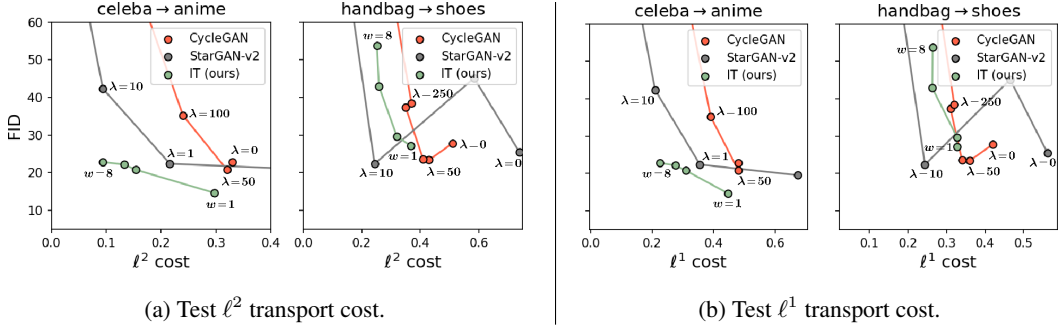 celeba→anime
FID
60
50
40
30
20
10
0.0
0.1
0.2
0.3
0.4
ℓ² cost
CycleGAN
StarGAN-v2
IT (ours)
λ=10
λ=100
λ=1
λ=0
λ=50
w−8
w=1
handbag→shoes
0.0
0.2
0.4
0.6
ℓ² cost
CycleGAN
StarGAN-v2
IT (ours)
w=8
λ−250
λ−0
w=1
λ=10
λ=50
λ=0
(a) Test ℓ² transport cost.
celeba→anime
0.0
0.2
0.4
0.6
ℓ¹ cost
CycleGAN
StarGAN-v2
IT (ours)
λ=10
λ−100
λ=1
λ=50
w−8
w=1
handbag→shoes
0.1
0.2
0.3
0.4
0.5
ℓ¹ cost
CycleGAN
StarGAN-v2
IT (ours)
w=8
λ−250
w=1
λ=0
λ−10
λ−50
λ−0
(b) Test ℓ¹ transport cost.